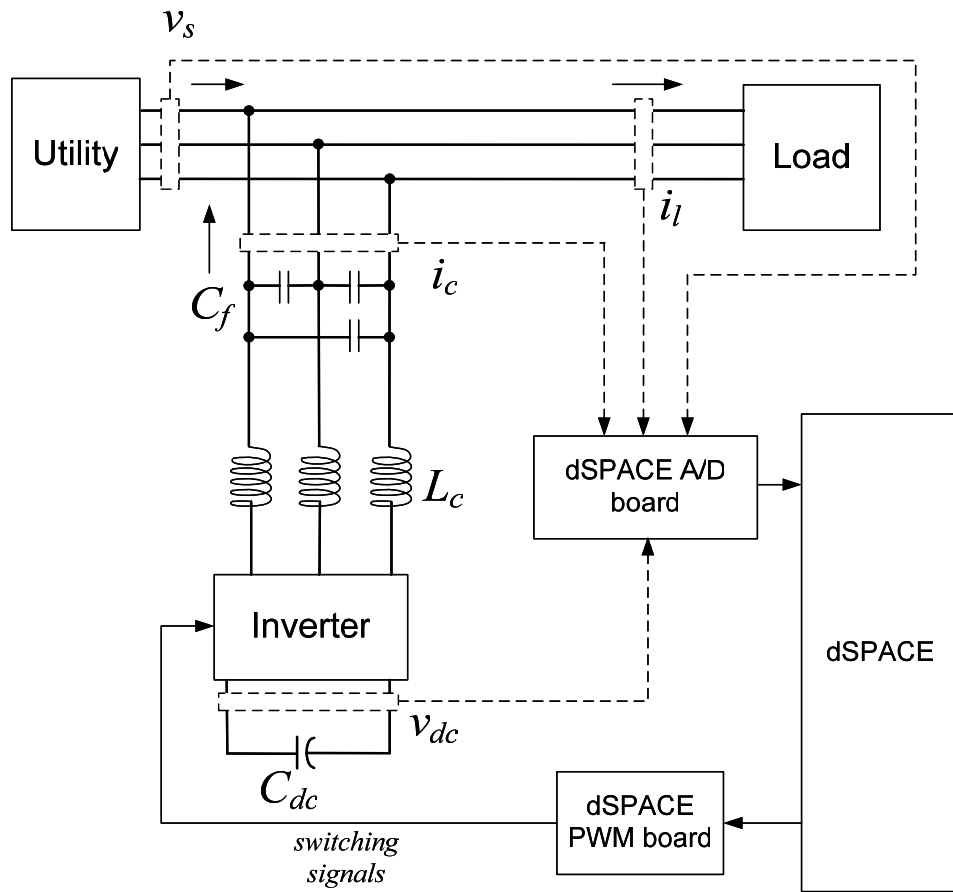 v_s
Utility
Load
i_l
i_c
C_f
L_c
dSPACE A/D
board
Inverter
dSPACE
v_dc
C_dc
dSPACE
PWM board
switching
signals